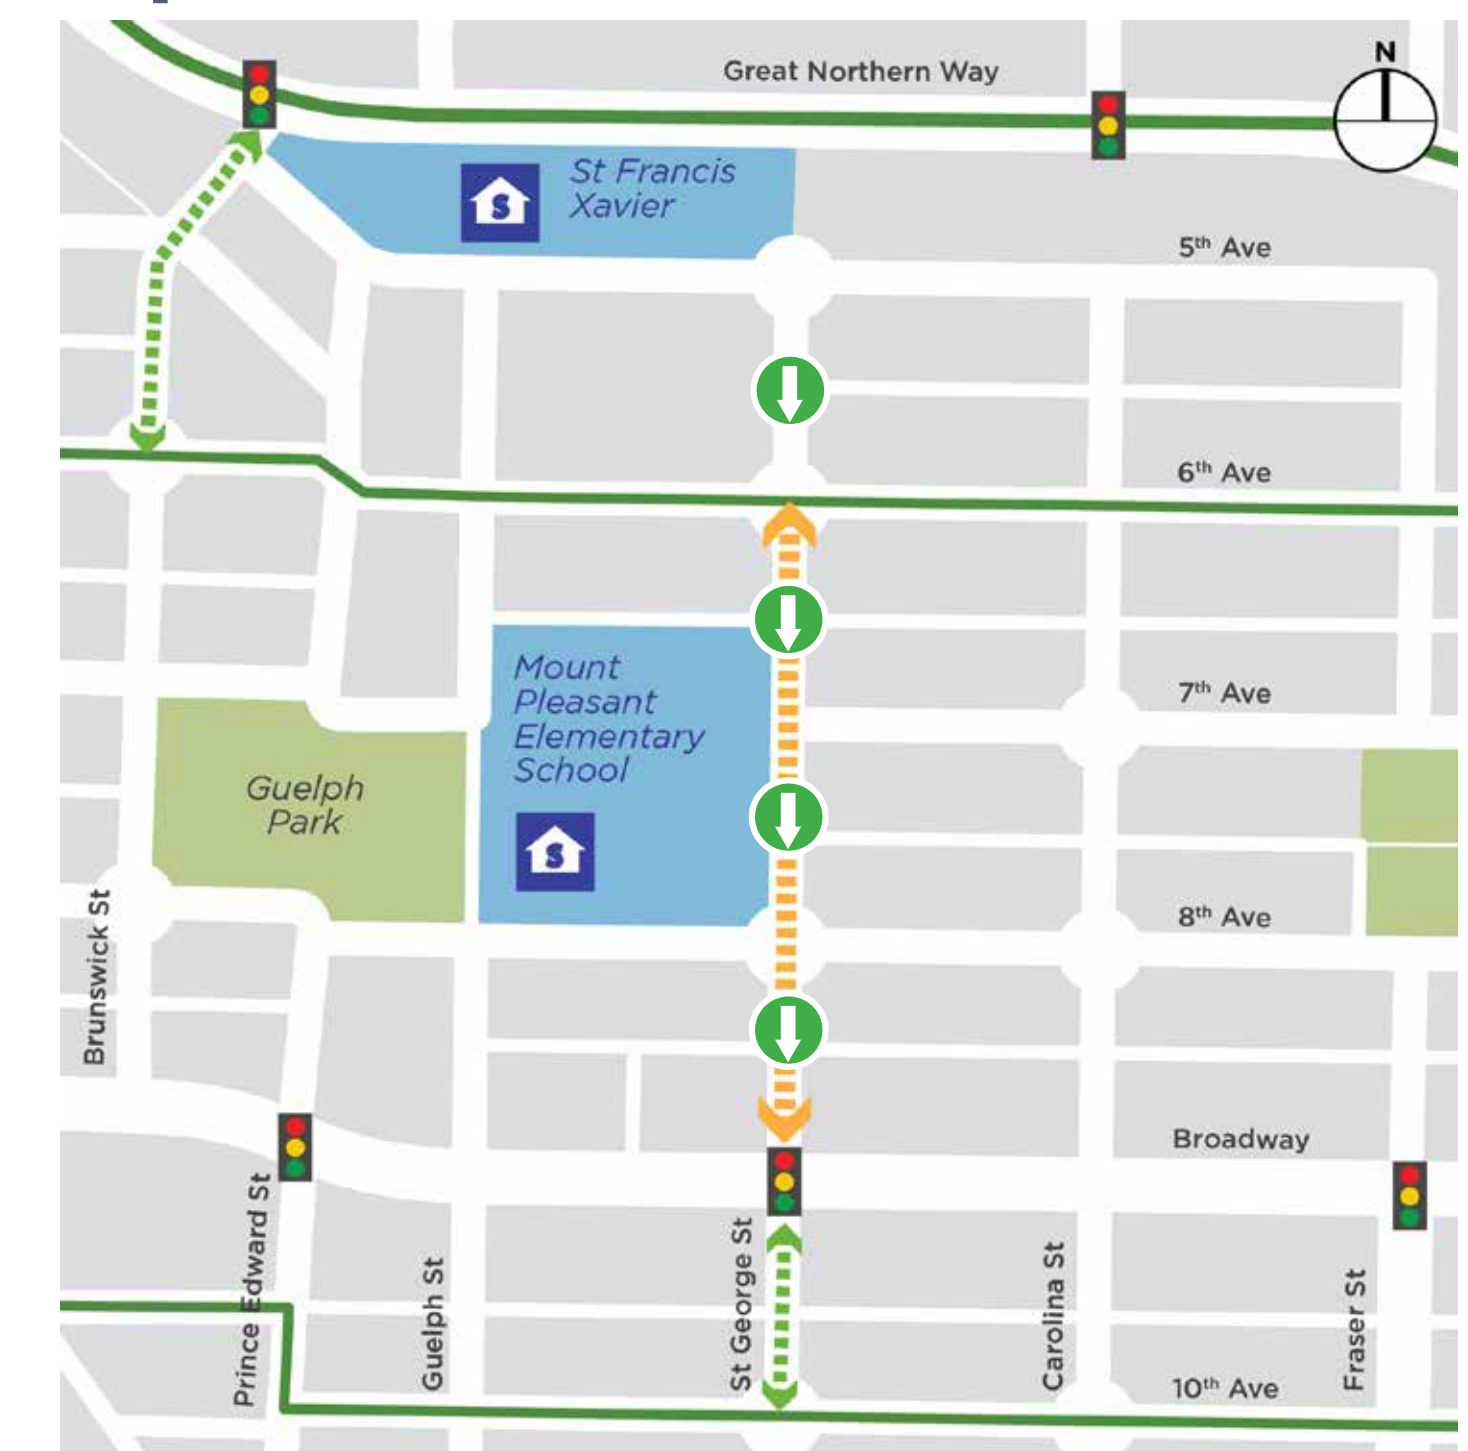 N
Great Northern Way
St Francis
Xavier
S
5th Ave
6th Ave
7th Ave
Mount
Pleasant
Elementary
School
S
Guelph
Park
8th Ave
Brunswick St
Broadway
Prince Edward St
Guelph St
St George St
Carolina St
Fraser St
10th Ave